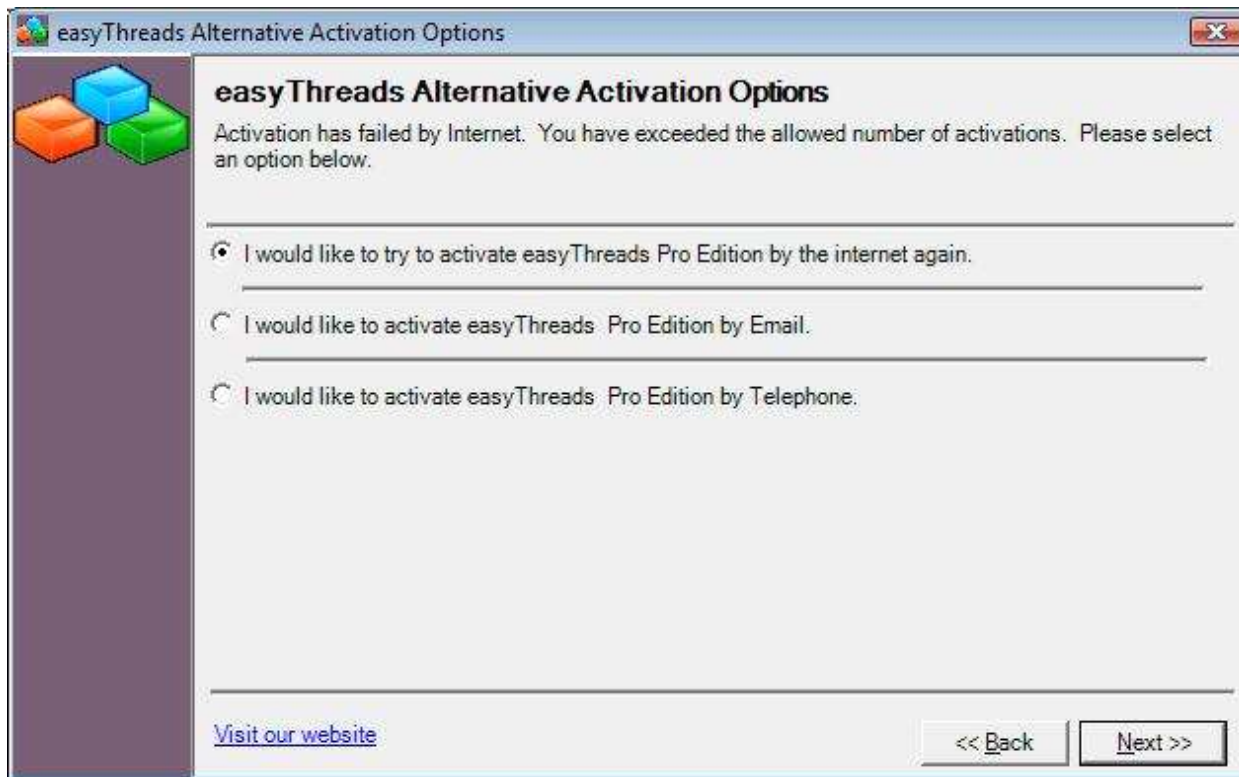 easyThreads Alternative Activation Options
easyThreads Alternative Activation Options
Activation has failed by Internet.  You have exceeded the allowed number of activations.  Please select
an option below.
I would like to try to activate easyThreads Pro Edition by the internet again.
I would like to activate easyThreads  Pro Edition by Email.
I would like to activate easyThreads  Pro Edition by Telephone.
Visit our website
<< Back
Next >>